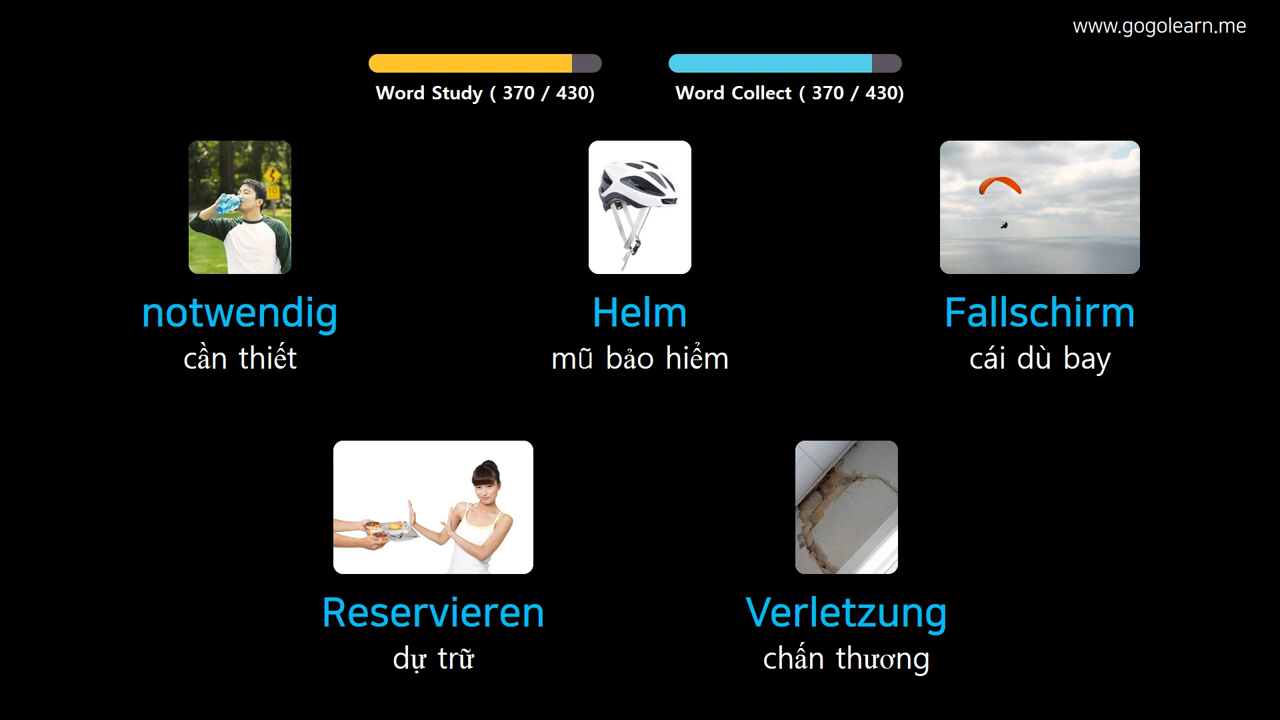 www.gogolearn.me
Word Study ( 370 / 430)
Word Collect ( 370 / 430)
notwendig
cần thiết
Helm
mũ bảo hiểm
Fallschirm
cái dù bay
Reservieren
dự trữ
Verletzung
chấn thương